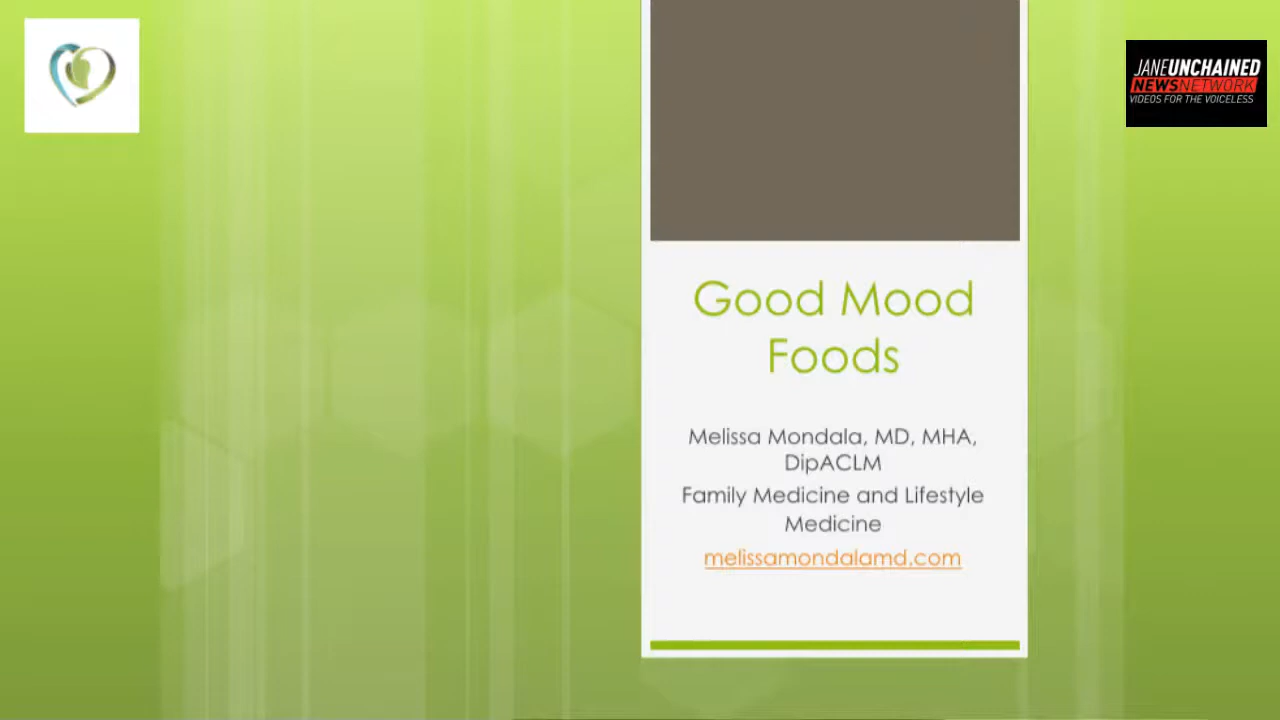 JANEUNCHAINED
NEWSNETWORK
VIDEOS FOR THE VOICELESS
Good Mood
Foods
Melissa Mondala, MD, MHA,
DipACLM
Family Medicine and Lifestyle
Medicine
melissamondalamd.com